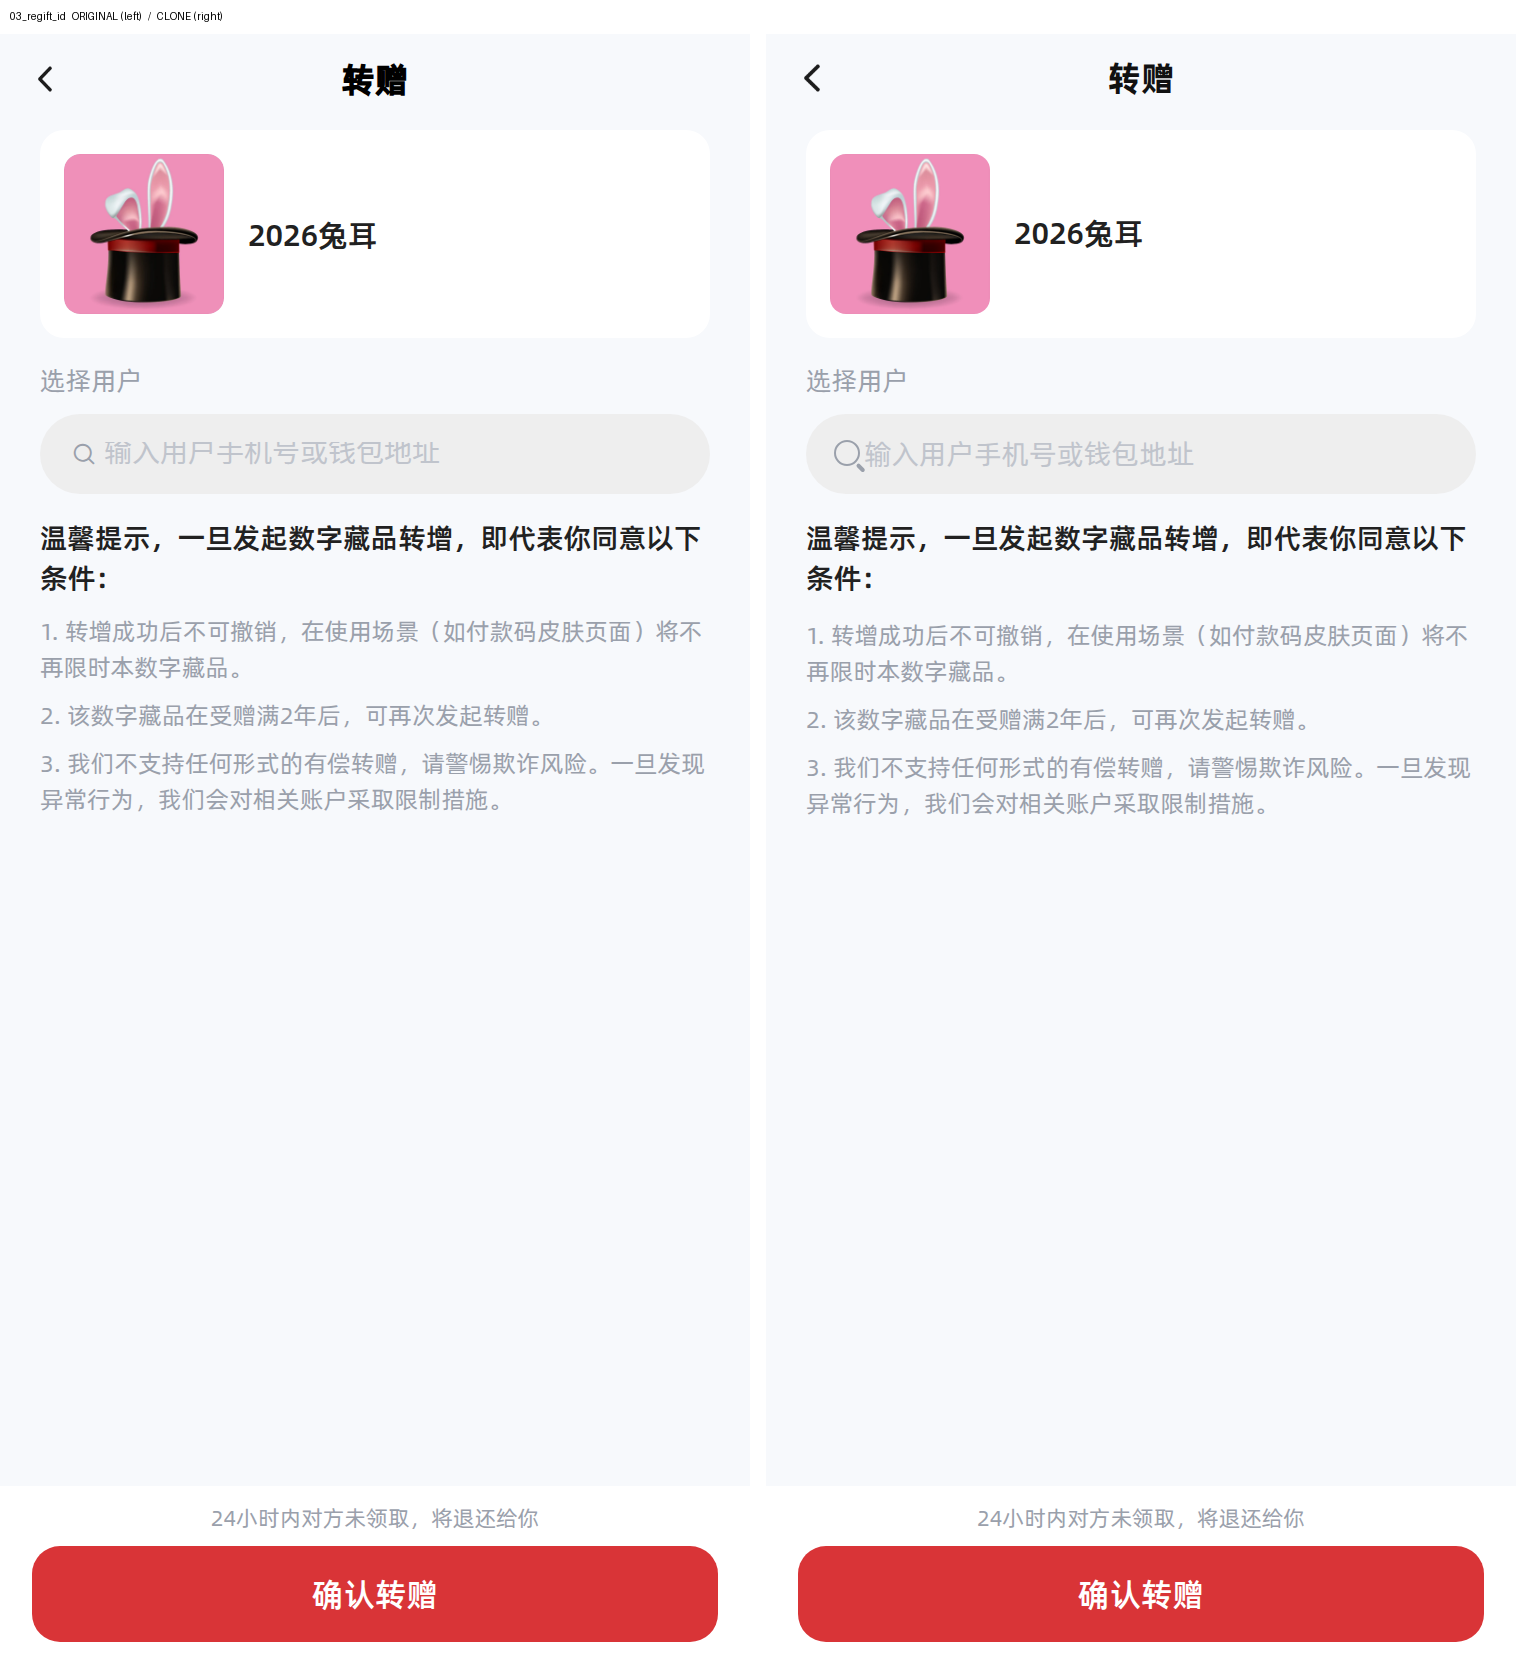 03_regift_id ORIGINAL (left) / CLONE (right)
转赠
2026兔耳
选择用户
输入用户手机号或钱包地址
温馨提示，一旦发起数字藏品转增，即代表你同意以下
条件：
1. 转增成功后不可撤销，在使用场景（如付款码皮肤页面）将不
再限时本数字藏品。
2. 该数字藏品在受赠满2年后，可再次发起转赠。
3. 我们不支持任何形式的有偿转赠，请警惕欺诈风险。一旦发现
异常行为，我们会对相关账户采取限制措施。
24小时内对方未领取，将退还给你
确认转赠
转赠
2026兔耳
选择用户
输入用户手机号或钱包地址
温馨提示，一旦发起数字藏品转增，即代表你同意以下
条件：
1. 转增成功后不可撤销，在使用场景（如付款码皮肤页面）将不
再限时本数字藏品。
2. 该数字藏品在受赠满2年后，可再次发起转赠。
3. 我们不支持任何形式的有偿转赠，请警惕欺诈风险。一旦发现
异常行为，我们会对相关账户采取限制措施。
24小时内对方未领取，将退还给你
确认转赠